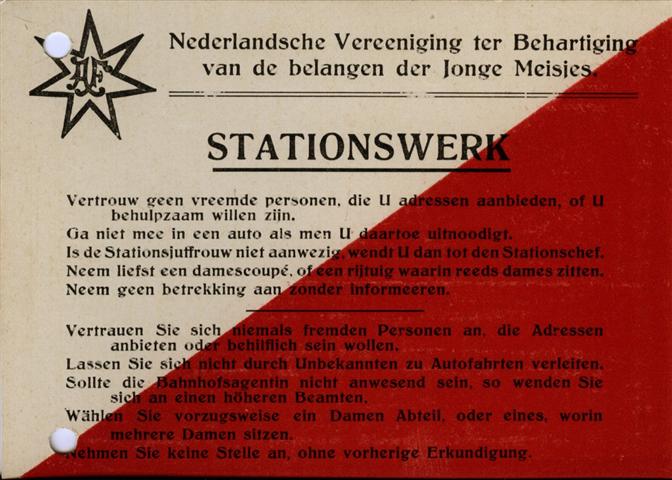 AF
Nederlandsche Vereeniging ter Behartiging
van de belangen der Jonge Meisjes.
STATIONSWERK
Vertrouw geen vreemde personen, die U adressen aanbieden, of U
behulpzaam willen zijn.
Ga niet mee in een auto als men U daartoe uitnoodigt.
Is de Stationsjuffrouw niet aanwezig, wendt U dan tot den Stationschef.
Neem liefst een damescoupé, of een rijtuig waarin reeds dames zitten.
Neem geen betrekking aan zonder informeeren.
Vertrauen Sie sich niemals fremden Personen an, die Adressen
anbieten oder behilflich sein wollen.
Lassen Sie sich nicht durch Unbekannten zu Autofahrten verleiten.
Sollte die Bahnhofsagentin nicht anwesend sein, so wenden Sie
sich an einen höheren Beamten.
Wählen Sie vorzugsweise ein Damen Abteil, oder eines, worin
mehrere Damen sitzen.
Nehmen Sie keine Stelle an, ohne vorherige Erkundigung.